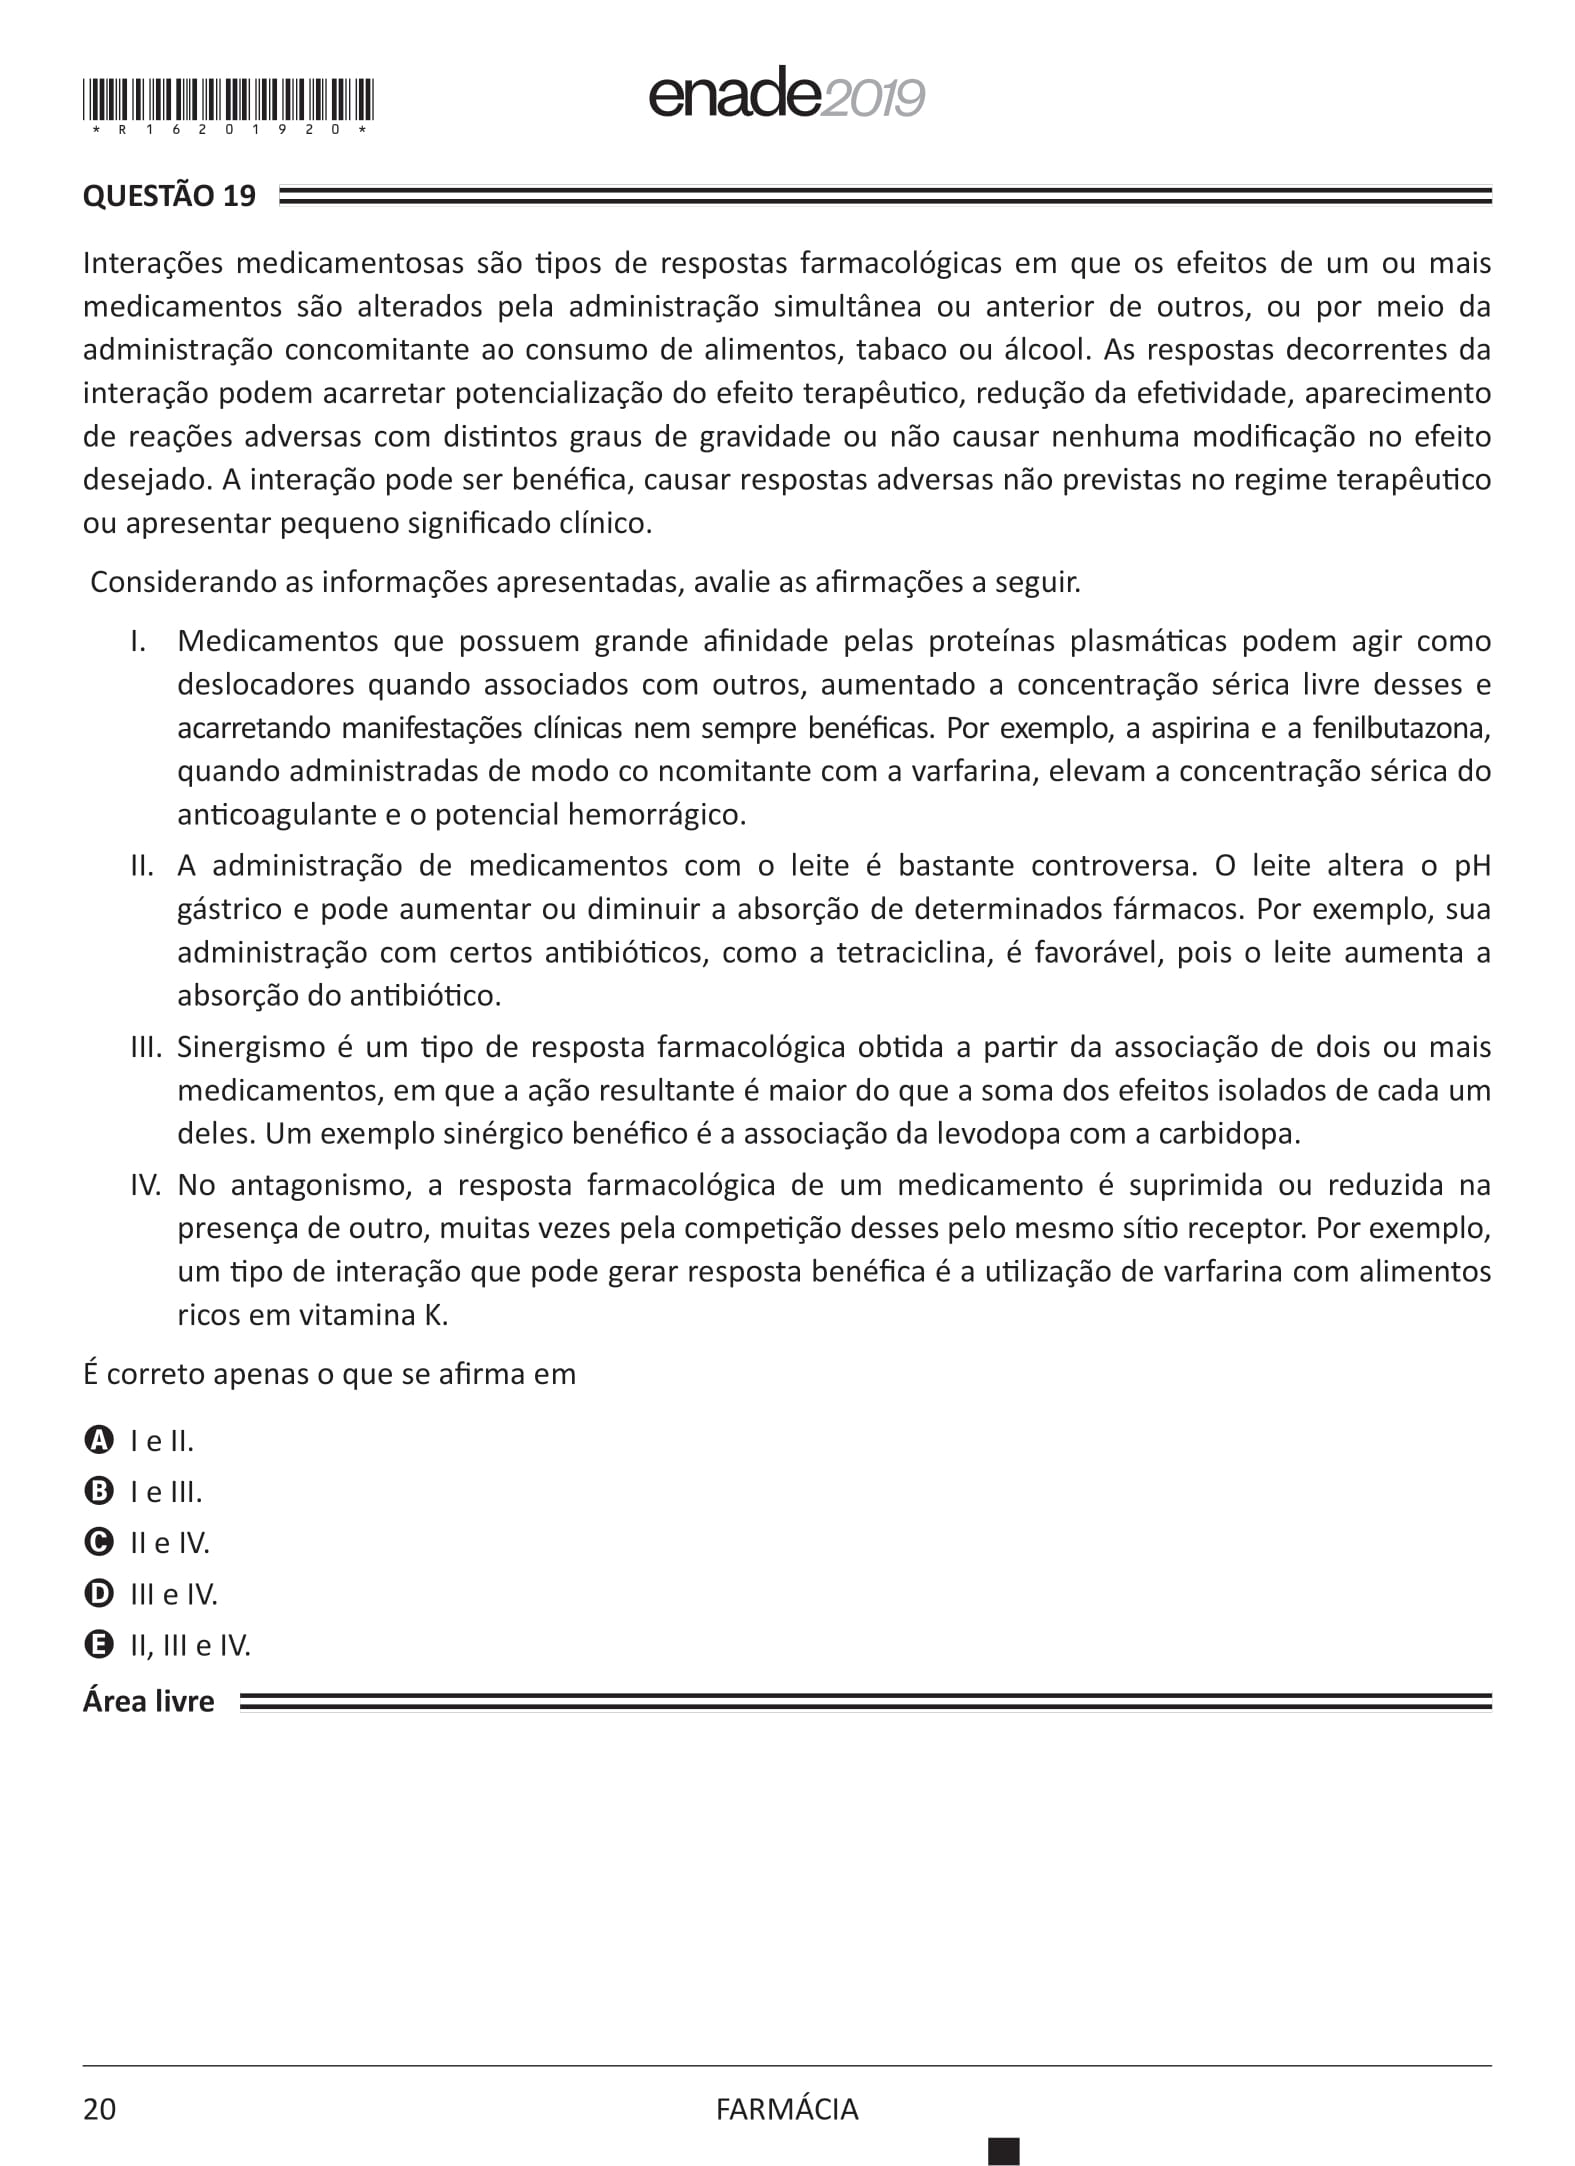 *R16201920*
enade2019
QUESTÃO 19
Interações medicamentosas são tipos de respostas farmacológicas em que os efeitos de um ou mais
medicamentos são alterados pela administração simultânea ou anterior de outros, ou por meio da
administração concomitante ao consumo de alimentos, tabaco ou álcool. As respostas decorrentes da
interação podem acarretar potencialização do efeito terapêutico, redução da efetividade, aparecimento
de reações adversas com distintos graus de gravidade ou não causar nenhuma modificação no efeito
desejado. A interação pode ser benéfica, causar respostas adversas não previstas no regime terapêutico
ou apresentar pequeno significado clínico.
Considerando as informações apresentadas, avalie as afirmações a seguir.
I. Medicamentos que possuem grande afinidade pelas proteínas plasmáticas podem agir como
deslocadores quando associados com outros, aumentado a concentração sérica livre desses e
acarretando manifestações clínicas nem sempre benéficas. Por exemplo, a aspirina e a fenilbutazona,
quando administradas de modo co ncomitante com a varfarina, elevam a concentração sérica do
anticoagulante e o potencial hemorrágico.
II. A administração de medicamentos com o leite é bastante controversa. O leite altera o pH
gástrico e pode aumentar ou diminuir a absorção de determinados fármacos. Por exemplo, sua
administração com certos antibióticos, como a tetraciclina, é favorável, pois o leite aumenta a
absorção do antibiótico.
III. Sinergismo é um tipo de resposta farmacológica obtida a partir da associação de dois ou mais
medicamentos, em que a ação resultante é maior do que a soma dos efeitos isolados de cada um
deles. Um exemplo sinérgico benéfico é a associação da levodopa com a carbidopa.
IV. No antagonismo, a resposta farmacológica de um medicamento é suprimida ou reduzida na
presença de outro, muitas vezes pela competição desses pelo mesmo sítio receptor. Por exemplo,
um tipo de interação que pode gerar resposta benéfica é a utilização de varfarina com alimentos
ricos em vitamina K.
É correto apenas o que se afirma em
A I e II.
B I e III.
C II e IV.
D III e IV.
E II, III e IV.
Área livre
20
FARMÁCIA